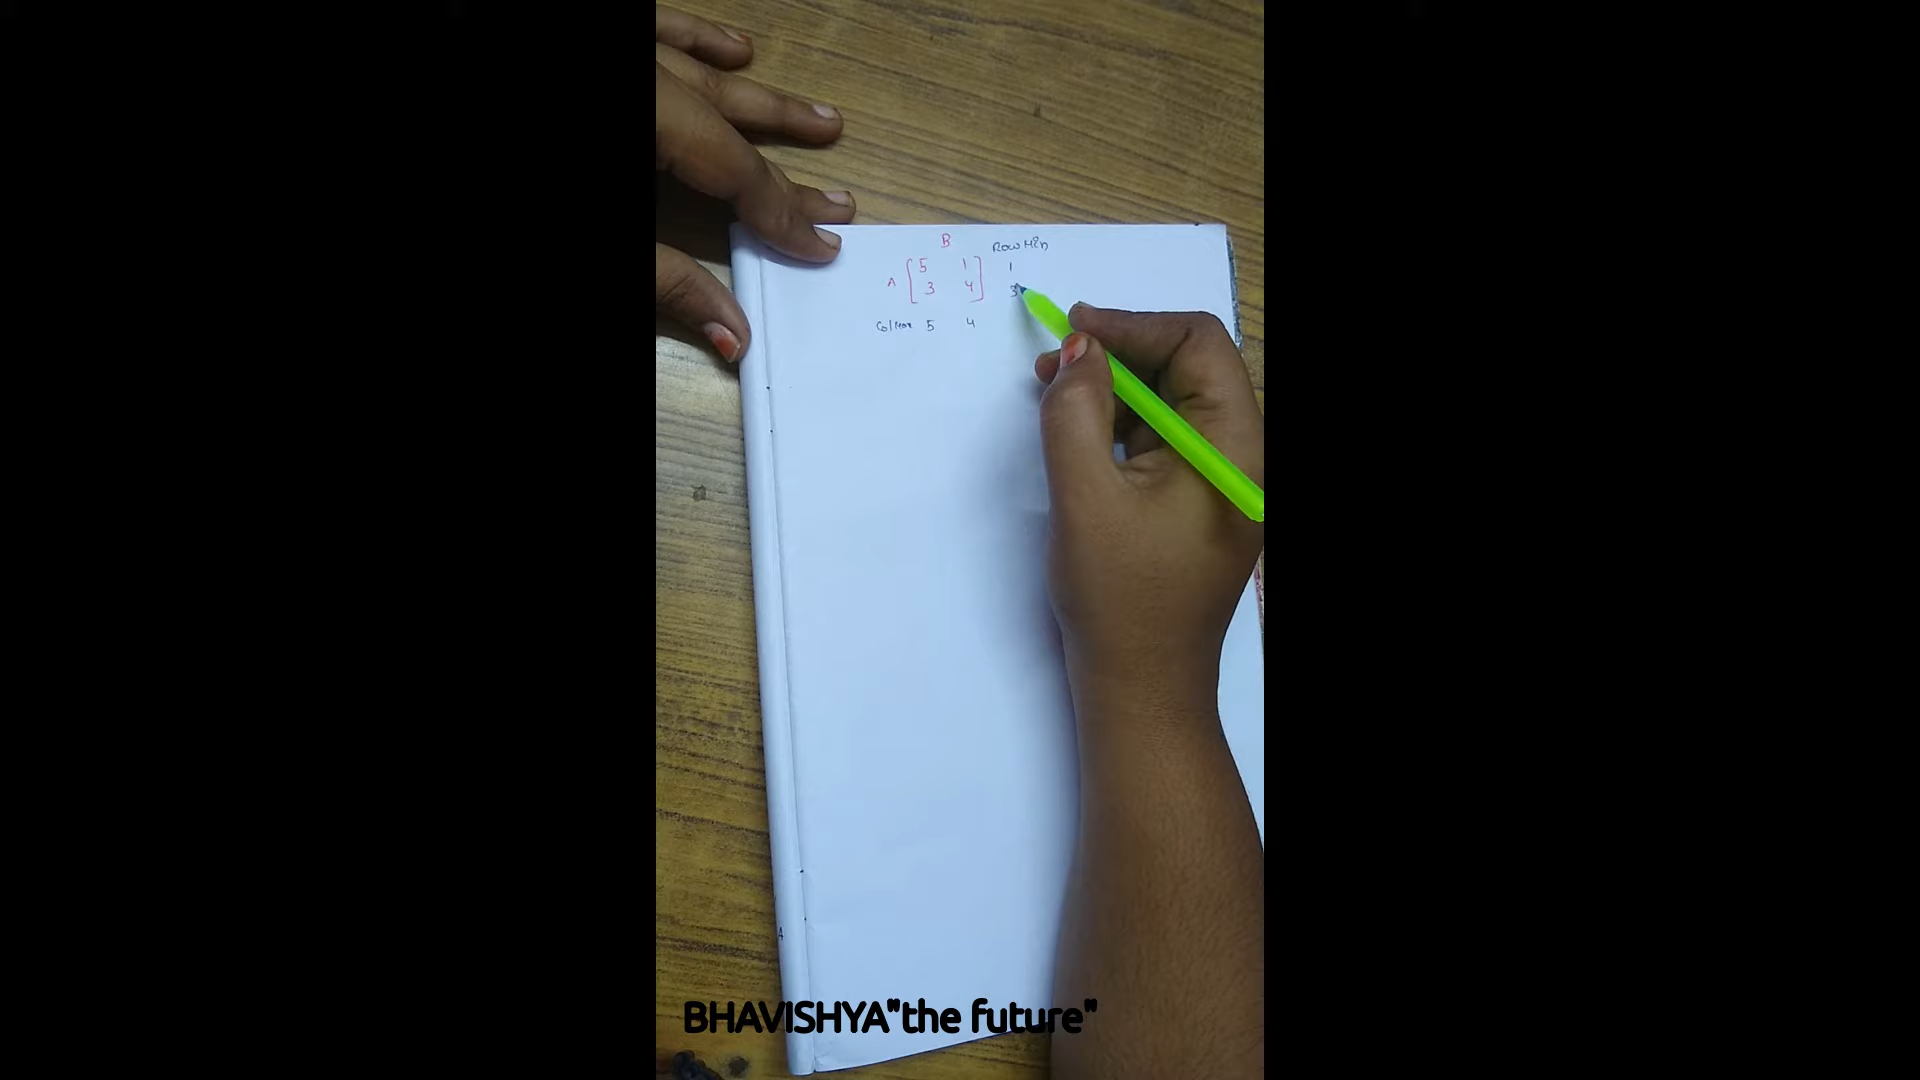 B Row Min
A [ 5 1 ] 1
3 4 3
Col Max 5 4
BHAVISHYA"the future"